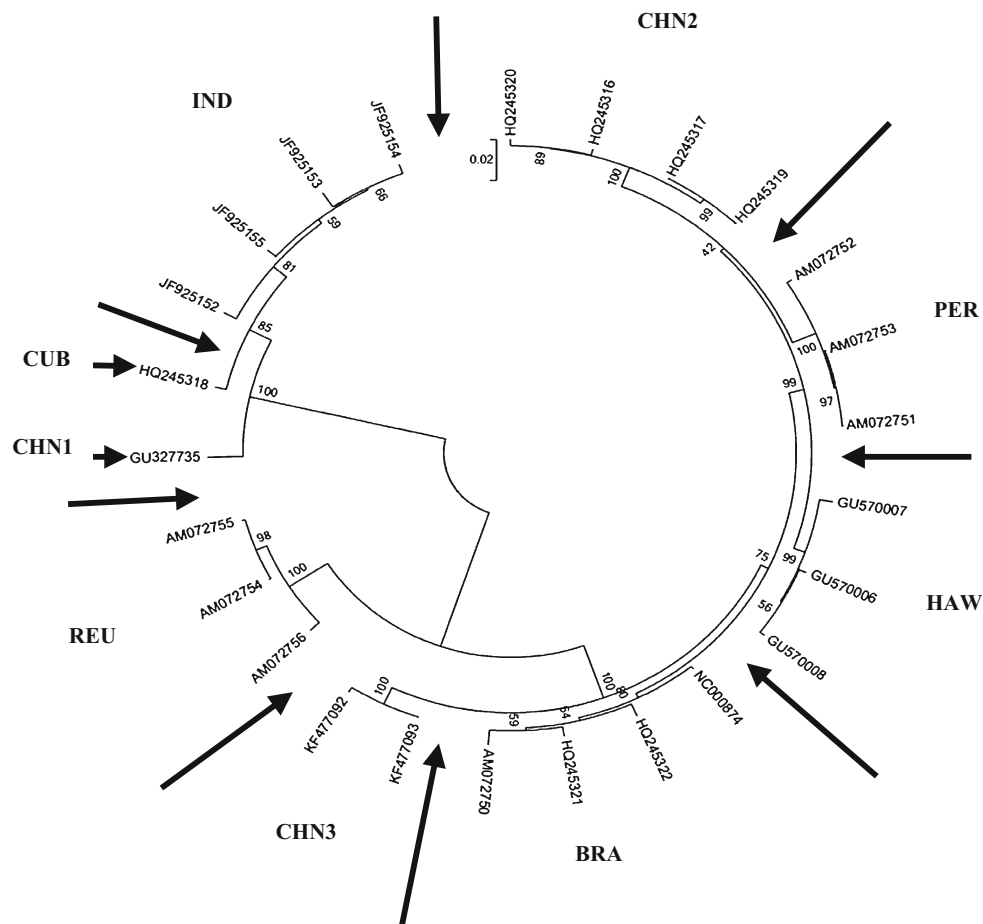 CHN2
HQ245320
HQ245316
HQ245317
HQ245319
0.02
89
100
99
42
AM072752
PER
AM072753
AM072751
100
97
99
GU570007
GU570006
GU570008
HAW
99
56
75
NC000874
HQ245322
HQ245321
AM072750
BRA
100
80
64
59
KF477093
KF477092
100
CHN3
AM072756
AM072754
AM072755
REU
100
98
GU327735
CHN1
HQ245318
CUB
100
85
JF925152
JF925155
JF925153
JF925154
IND
81
59
66